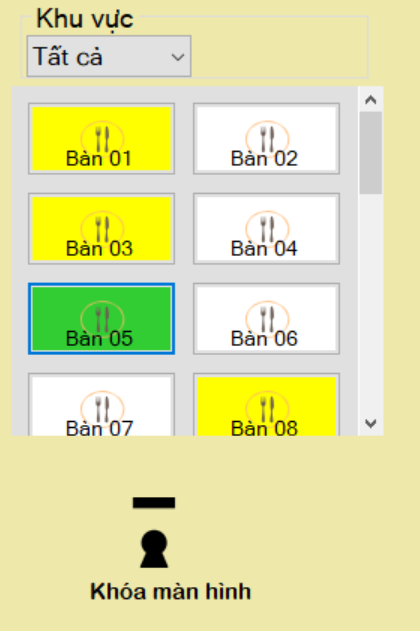 Khu vực
Tất cả
Bàn 01
Bàn 02
Bàn 03
Bàn 04
Bàn 05
Bàn 06
Bàn 07
Bàn 08
Khóa màn hình